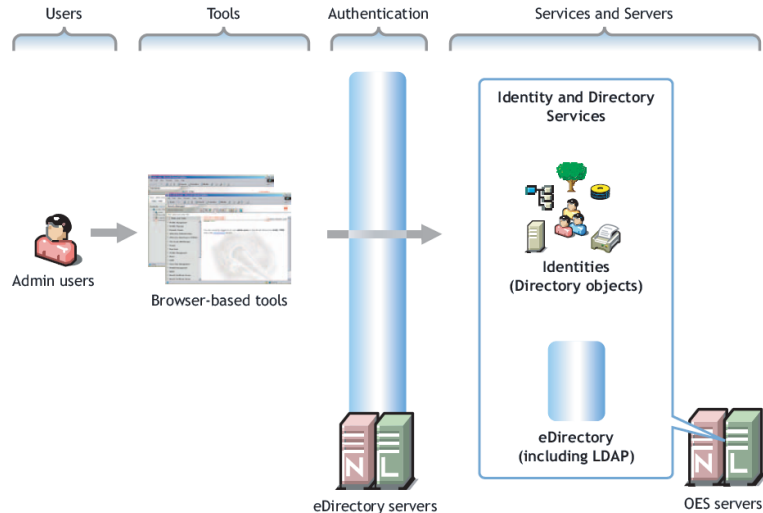 Users
Tools
Authentication
Services and Servers
Identity and Directory
Services
Identities
(Directory objects)
Admin users
Browser-based tools
eDirectory
(including LDAP)
N
L
eDirectory servers
N
L
OES servers